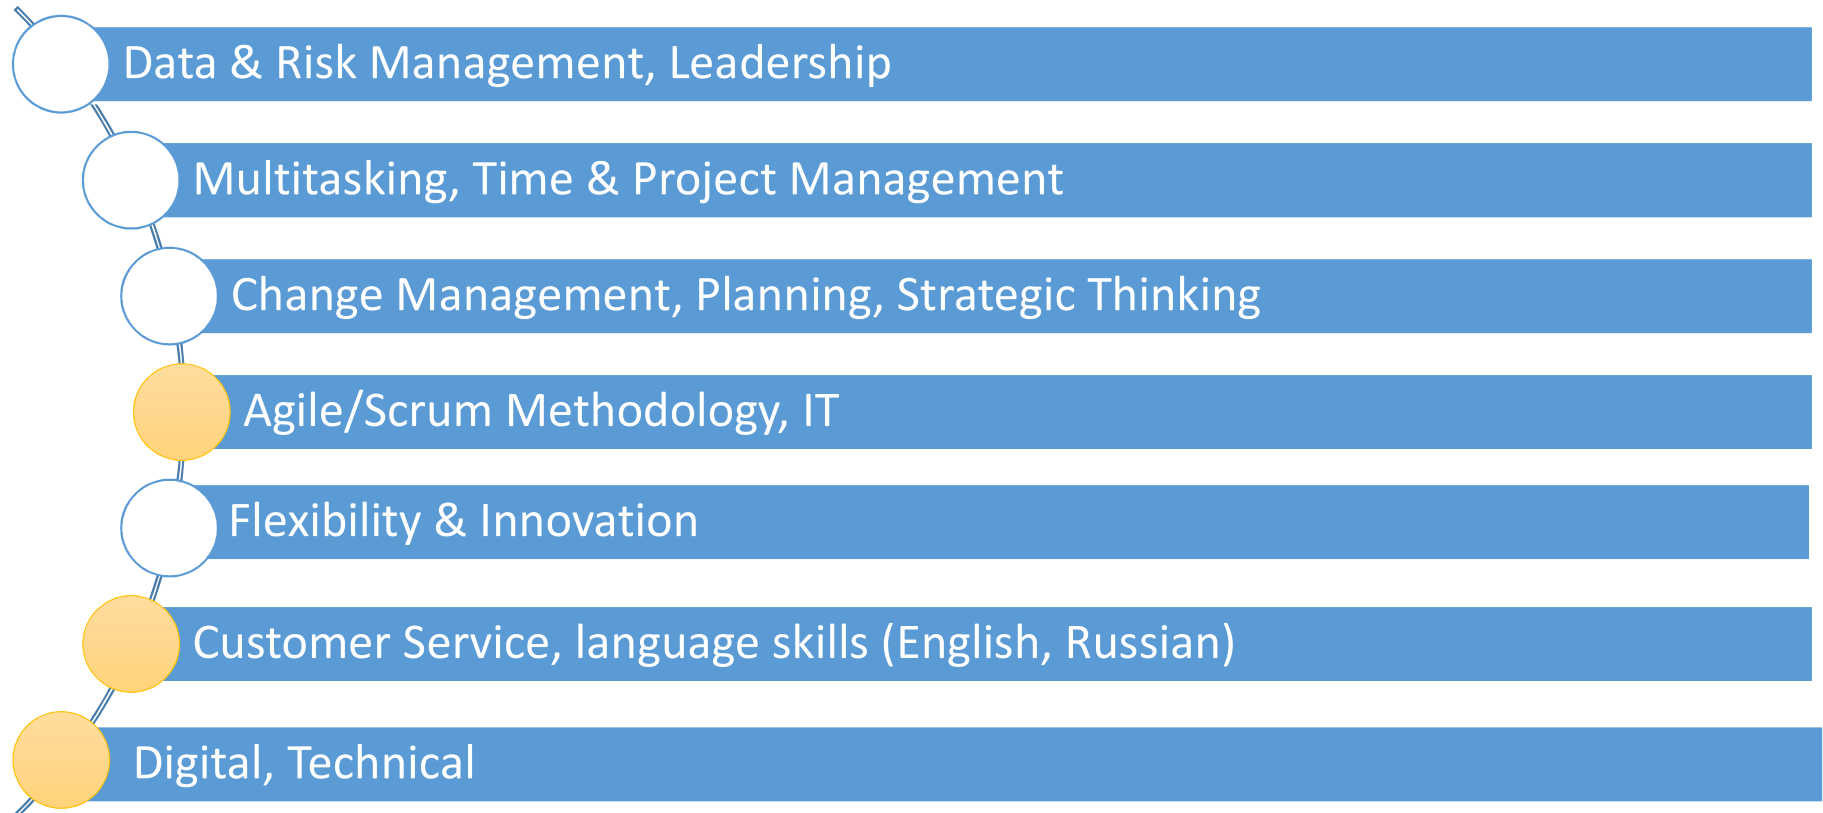 Data & Risk Management, Leadership
Multitasking, Time & Project Management
Change Management, Planning, Strategic Thinking
Agile/Scrum Methodology, IT
Flexibility & Innovation
Customer Service, language skills (English, Russian)
Digital, Technical